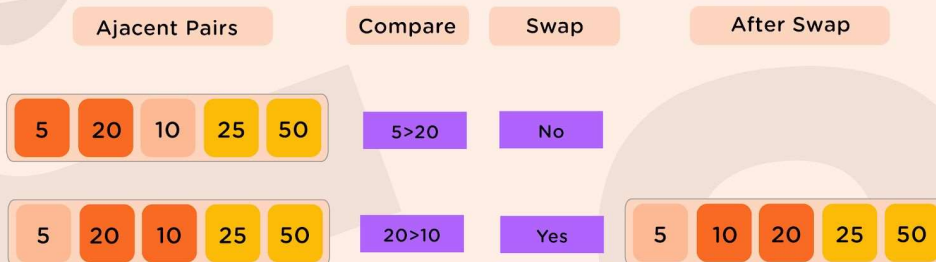 Ajacent Pairs Compare Swap After Swap
5 20 10 25 50 5>20 No
5 20 10 25 50 20>10 Yes 5 10 20 25 50